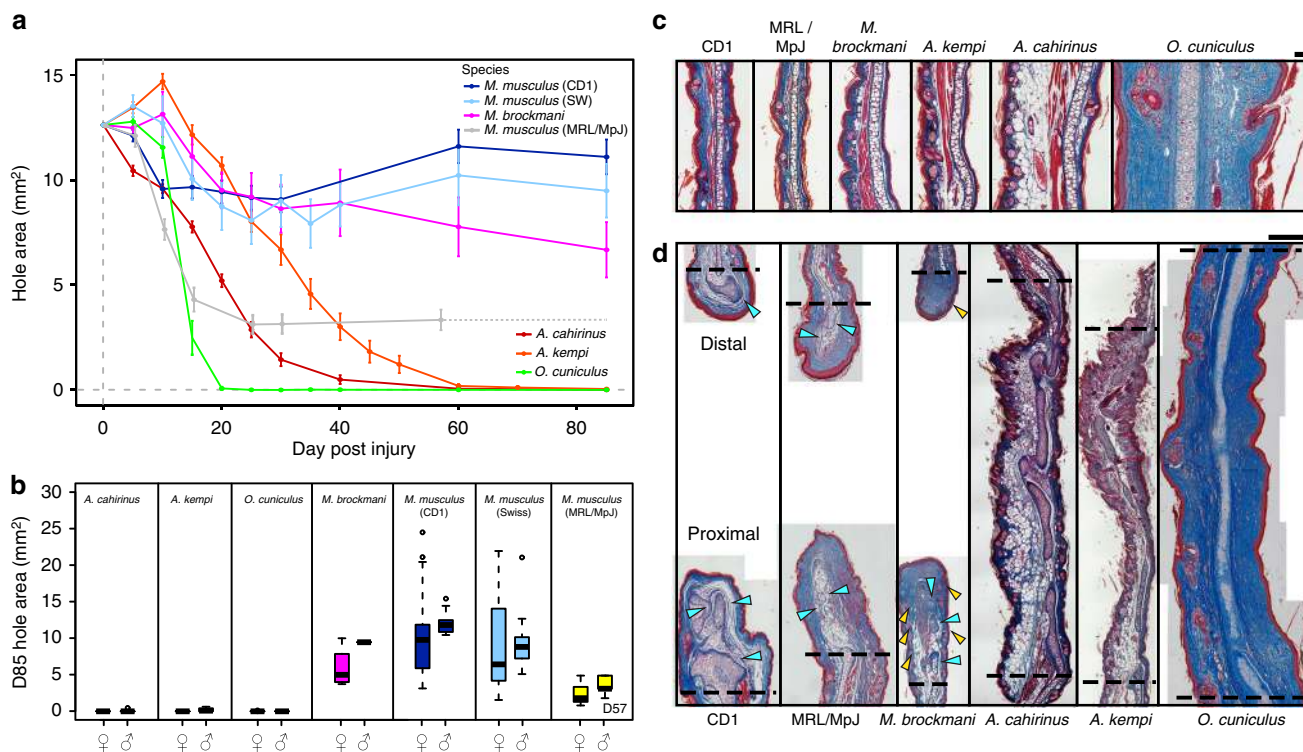 a
Hole area (mm²)
15
10
5
0
0
20
40
60
80
Day post injury
Species
M. musculus (CD1)
M. musculus (SW)
M. brockmani
M. musculus (MRL/MpJ)
A. cahirinus
A. kempi
O. cuniculus
b
D85 hole area (mm²)
30
25
20
15
10
5
0
A. cahirinus
A. kempi
O. cuniculus
M. brockmani
M. musculus
(CD1)
M. musculus
(Swiss)
M. musculus
(MRL/MpJ)
D57
♀ ♂ ♀ ♂ ♀ ♂ ♀ ♂ ♀ ♂ ♀ ♂ ♀ ♂
c
CD1
MRL /
MpJ
M.
brockmani
A. kempi
A. cahirinus
O. cuniculus
d
Distal
Proximal
CD1
MRL/MpJ
M. brockmani
A. cahirinus
A. kempi
O. cuniculus